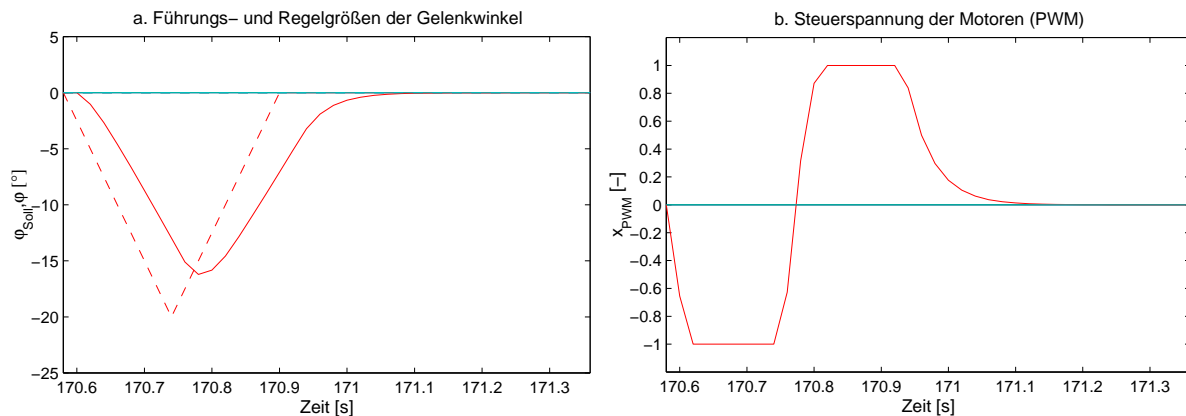 a. Führungs− und Regelgrößen der Gelenkwinkel
5
0
−5
−10
−15
−20
−25
φSoll,φ [°]
170.6 170.7 170.8 170.9 171 171.1 171.2 171.3
Zeit [s]
b. Steuerspannung der Motoren (PWM)
1
0.8
0.6
0.4
0.2
0
−0.2
−0.4
−0.6
−0.8
−1
xPWM [−]
170.6 170.7 170.8 170.9 171 171.1 171.2 171.3
Zeit [s]